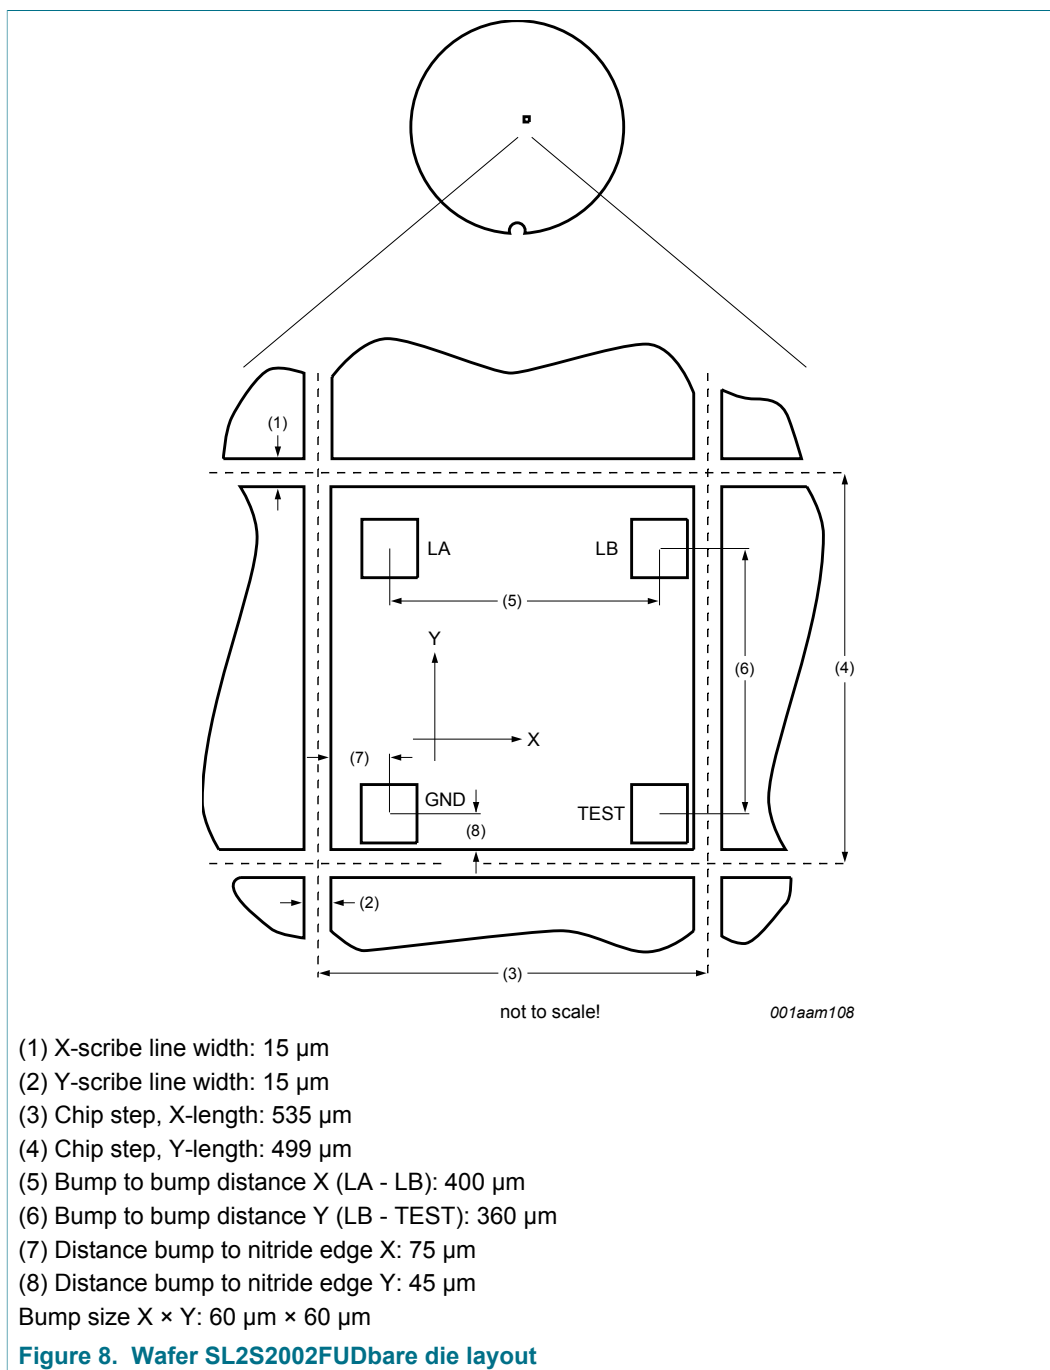 (1)
LA
LB
(5)
Y
(6)
(4)
X
(7)
GND
TEST
(8)
(2)
(3)
not to scale!
001aam108
(1) X-scribe line width: 15 μm
(2) Y-scribe line width: 15 μm
(3) Chip step, X-length: 535 μm
(4) Chip step, Y-length: 499 μm
(5) Bump to bump distance X (LA - LB): 400 μm
(6) Bump to bump distance Y (LB - TEST): 360 μm
(7) Distance bump to nitride edge X: 75 μm
(8) Distance bump to nitride edge Y: 45 μm
Bump size X × Y: 60 μm × 60 μm
Figure 8. Wafer SL2S2002FUDbare die layout